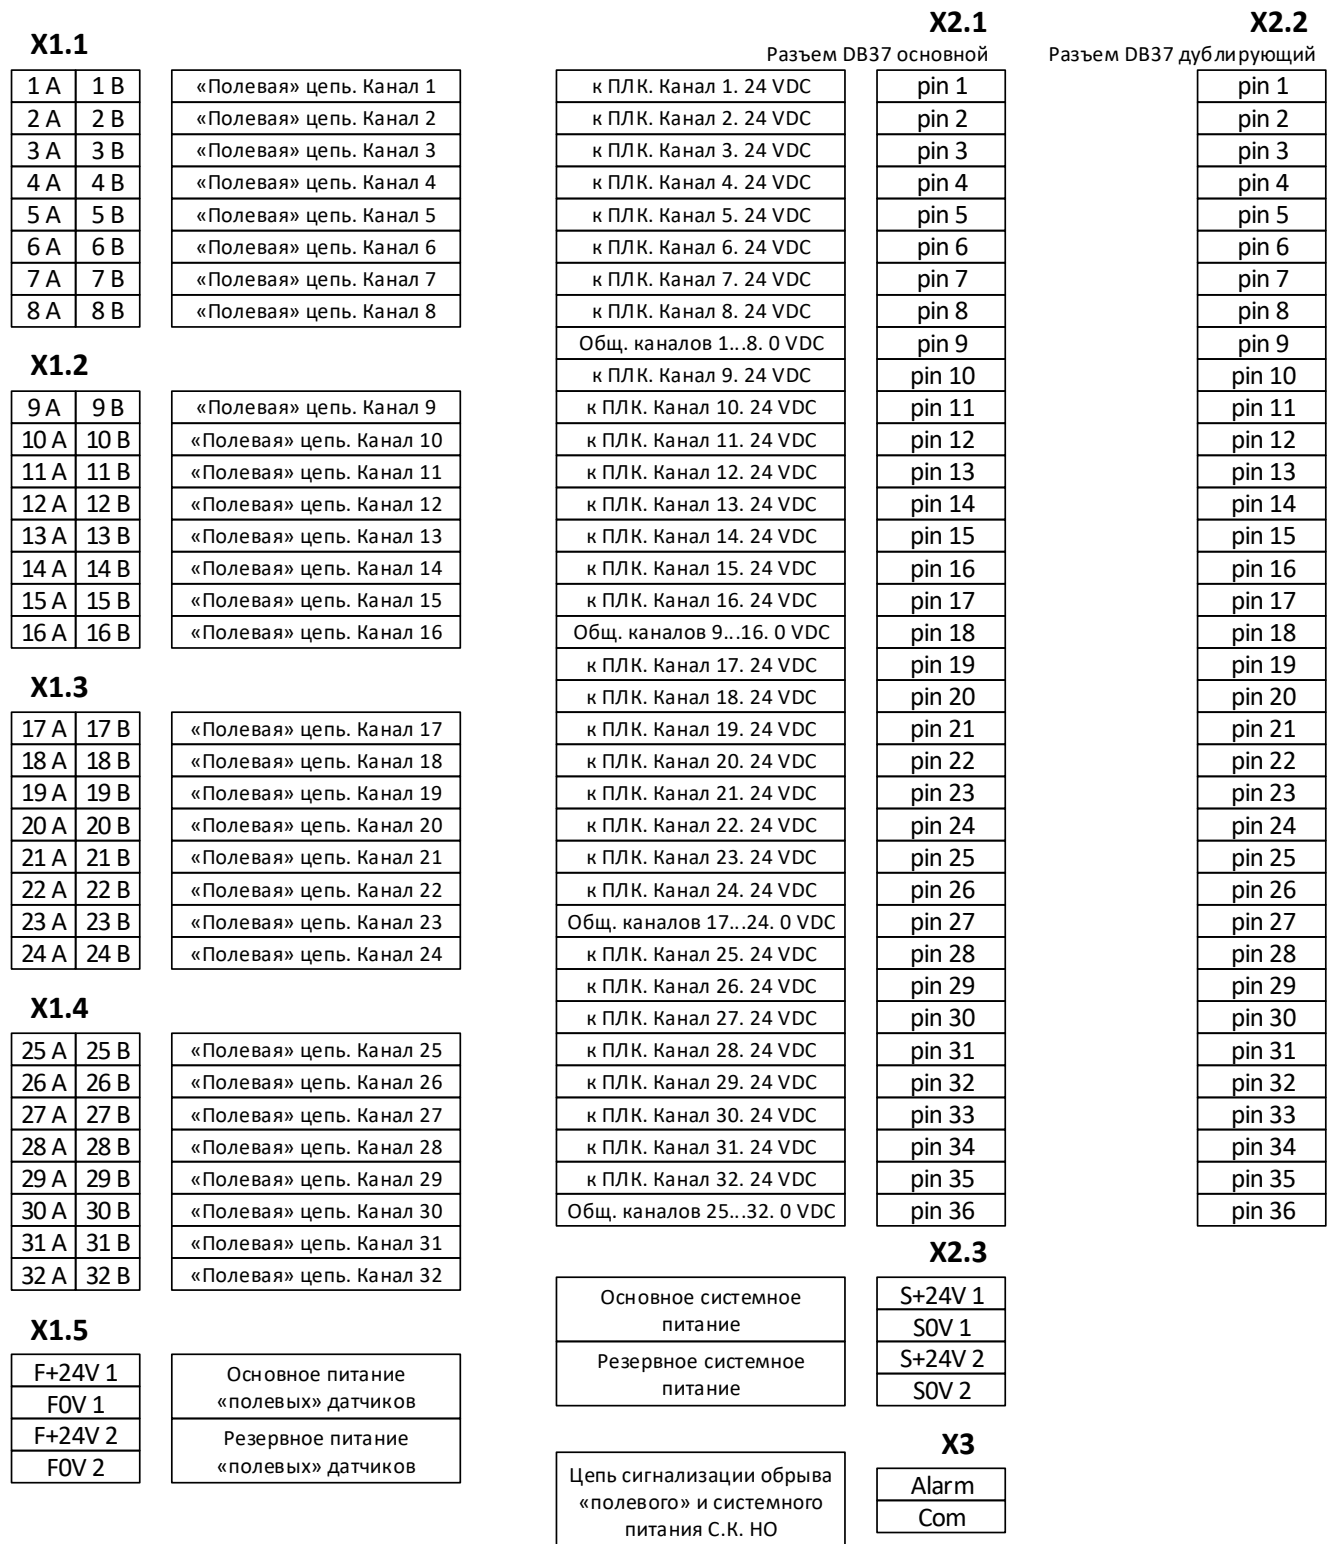 X1.1
1 A 1 B «Полевая» цепь. Канал 1
2 A 2 B «Полевая» цепь. Канал 2
3 A 3 B «Полевая» цепь. Канал 3
4 A 4 B «Полевая» цепь. Канал 4
5 A 5 B «Полевая» цепь. Канал 5
6 A 6 B «Полевая» цепь. Канал 6
7 A 7 B «Полевая» цепь. Канал 7
8 A 8 B «Полевая» цепь. Канал 8
X1.2
9 A 9 B «Полевая» цепь. Канал 9
10 A 10 B «Полевая» цепь. Канал 10
11 A 11 B «Полевая» цепь. Канал 11
12 A 12 B «Полевая» цепь. Канал 12
13 A 13 B «Полевая» цепь. Канал 13
14 A 14 B «Полевая» цепь. Канал 14
15 A 15 B «Полевая» цепь. Канал 15
16 A 16 B «Полевая» цепь. Канал 16
X1.3
17 A 17 B «Полевая» цепь. Канал 17
18 A 18 B «Полевая» цепь. Канал 18
19 A 19 B «Полевая» цепь. Канал 19
20 A 20 B «Полевая» цепь. Канал 20
21 A 21 B «Полевая» цепь. Канал 21
22 A 22 B «Полевая» цепь. Канал 22
23 A 23 B «Полевая» цепь. Канал 23
24 A 24 B «Полевая» цепь. Канал 24
X1.4
25 A 25 B «Полевая» цепь. Канал 25
26 A 26 B «Полевая» цепь. Канал 26
27 A 27 B «Полевая» цепь. Канал 27
28 A 28 B «Полевая» цепь. Канал 28
29 A 29 B «Полевая» цепь. Канал 29
30 A 30 B «Полевая» цепь. Канал 30
31 A 31 B «Полевая» цепь. Канал 31
32 A 32 B «Полевая» цепь. Канал 32
X1.5
F+24V 1
F0V 1
Основное питание
«полевых» датчиков
F+24V 2
F0V 2
Резервное питание
«полевых» датчиков
X2.1 X2.2
Разъем DB37 основной Разъем DB37 дублирующий
к ПЛК. Канал 1. 24 VDC pin 1 pin 1
к ПЛК. Канал 2. 24 VDC pin 2 pin 2
к ПЛК. Канал 3. 24 VDC pin 3 pin 3
к ПЛК. Канал 4. 24 VDC pin 4 pin 4
к ПЛК. Канал 5. 24 VDC pin 5 pin 5
к ПЛК. Канал 6. 24 VDC pin 6 pin 6
к ПЛК. Канал 7. 24 VDC pin 7 pin 7
к ПЛК. Канал 8. 24 VDC pin 8 pin 8
Общ. каналов 1...8. 0 VDC pin 9 pin 9
к ПЛК. Канал 9. 24 VDC pin 10 pin 10
к ПЛК. Канал 10. 24 VDC pin 11 pin 11
к ПЛК. Канал 11. 24 VDC pin 12 pin 12
к ПЛК. Канал 12. 24 VDC pin 13 pin 13
к ПЛК. Канал 13. 24 VDC pin 14 pin 14
к ПЛК. Канал 14. 24 VDC pin 15 pin 15
к ПЛК. Канал 15. 24 VDC pin 16 pin 16
к ПЛК. Канал 16. 24 VDC pin 17 pin 17
Общ. каналов 9...16. 0 VDC pin 18 pin 18
к ПЛК. Канал 17. 24 VDC pin 19 pin 19
к ПЛК. Канал 18. 24 VDC pin 20 pin 20
к ПЛК. Канал 19. 24 VDC pin 21 pin 21
к ПЛК. Канал 20. 24 VDC pin 22 pin 22
к ПЛК. Канал 21. 24 VDC pin 23 pin 23
к ПЛК. Канал 22. 24 VDC pin 24 pin 24
к ПЛК. Канал 23. 24 VDC pin 25 pin 25
к ПЛК. Канал 24. 24 VDC pin 26 pin 26
Общ. каналов 17...24. 0 VDC pin 27 pin 27
к ПЛК. Канал 25. 24 VDC pin 28 pin 28
к ПЛК. Канал 26. 24 VDC pin 29 pin 29
к ПЛК. Канал 27. 24 VDC pin 30 pin 30
к ПЛК. Канал 28. 24 VDC pin 31 pin 31
к ПЛК. Канал 29. 24 VDC pin 32 pin 32
к ПЛК. Канал 30. 24 VDC pin 33 pin 33
к ПЛК. Канал 31. 24 VDC pin 34 pin 34
к ПЛК. Канал 32. 24 VDC pin 35 pin 35
Общ. каналов 25...32. 0 VDC pin 36 pin 36
X2.3
Основное системное
питание
S+24V 1
S0V 1
Резервное системное
питание
S+24V 2
S0V 2
X3
Цепь сигнализации обрыва
«полевого» и системного
питания С.К. НО
Alarm
Com